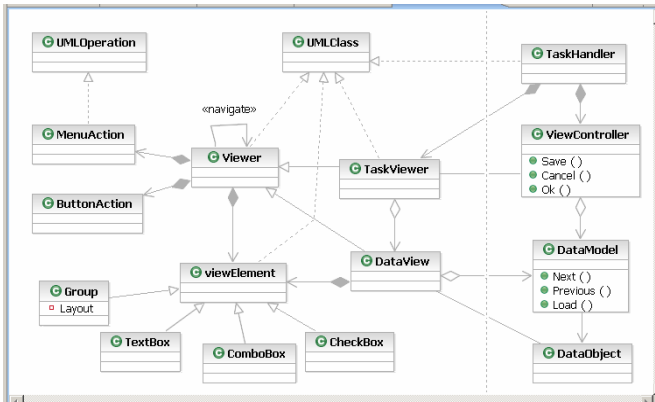 UMLOperation
UMLClass
TaskHandler
«navigate»
MenuAction
Viewer
ViewController
Save ()
Cancel ()
Ok ()
TaskViewer
ButtonAction
DataView
DataModel
Next ()
Previous ()
Load ()
viewElement
Group
Layout
TextBox
ComboBox
CheckBox
DataObject